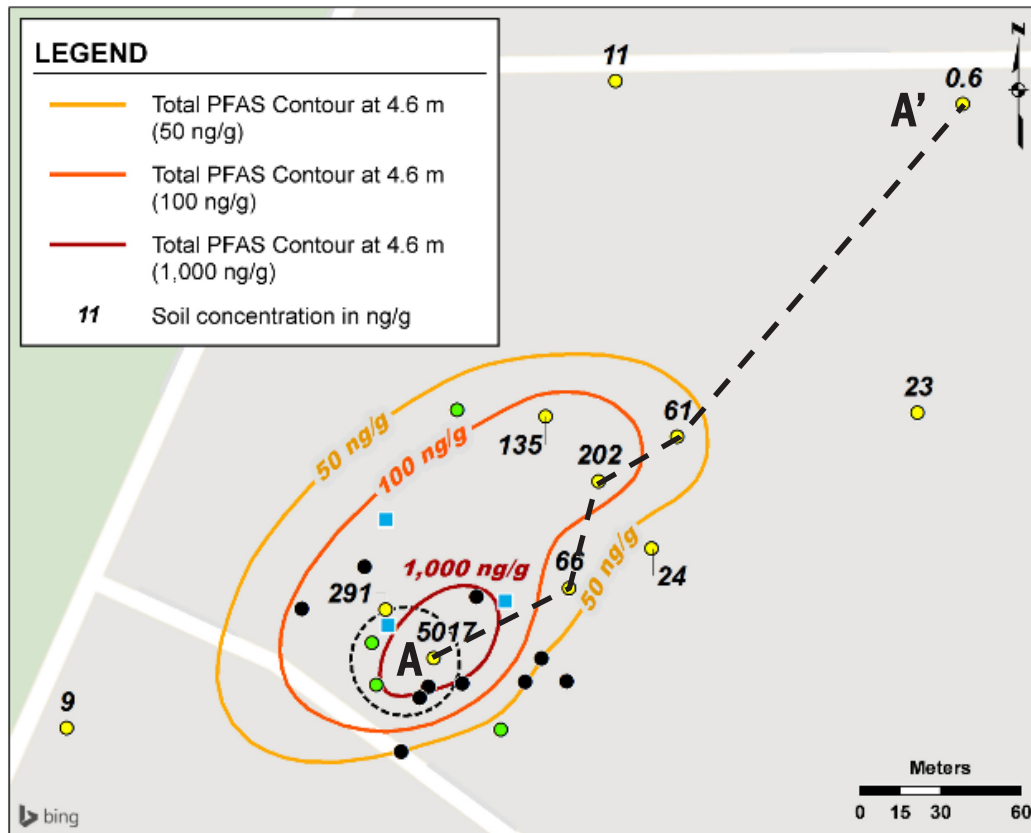 LEGEND
Total PFAS Contour at 4.6 m
(50 ng/g)
Total PFAS Contour at 4.6 m
(100 ng/g)
Total PFAS Contour at 4.6 m
(1,000 ng/g)
11 Soil concentration in ng/g
11
0.6
N
A'
23
61
135
202
50 ng/g
100 ng/g
50 ng/g
66
24
1,000 ng/g
291
5017
A
9
Meters
0 15 30 60
bing